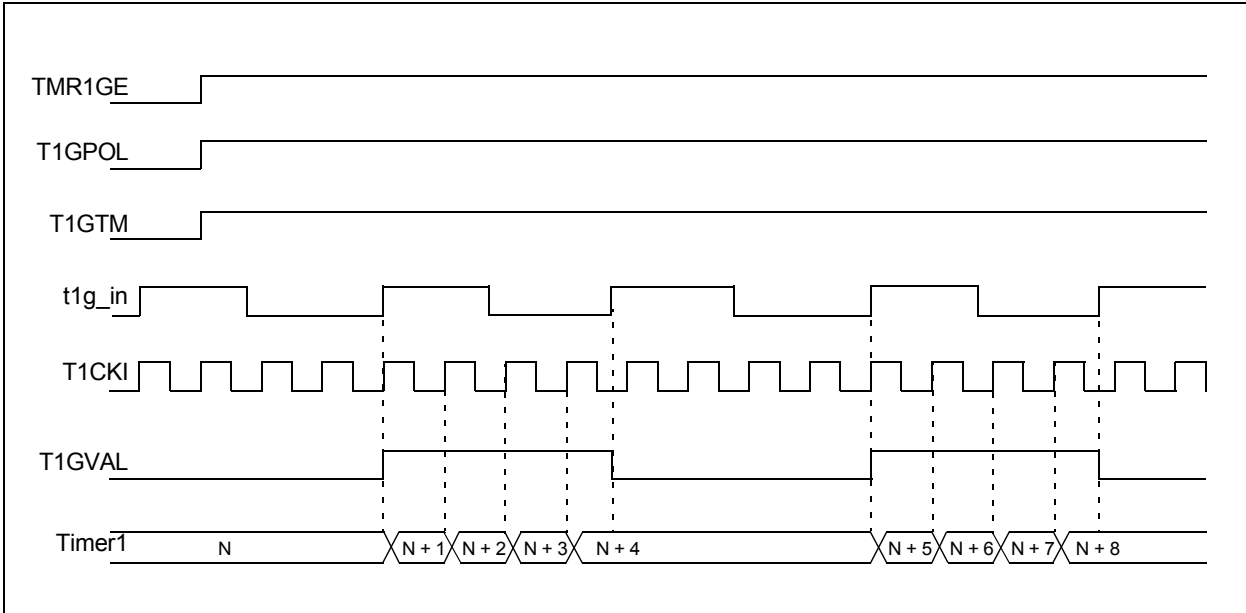 TMR1GE
T1GPOL
T1GTM
t1g_in
T1CKI
T1GVAL
Timer1 N N + 1 N + 2 N + 3 N + 4 N + 5 N + 6 N + 7 N + 8